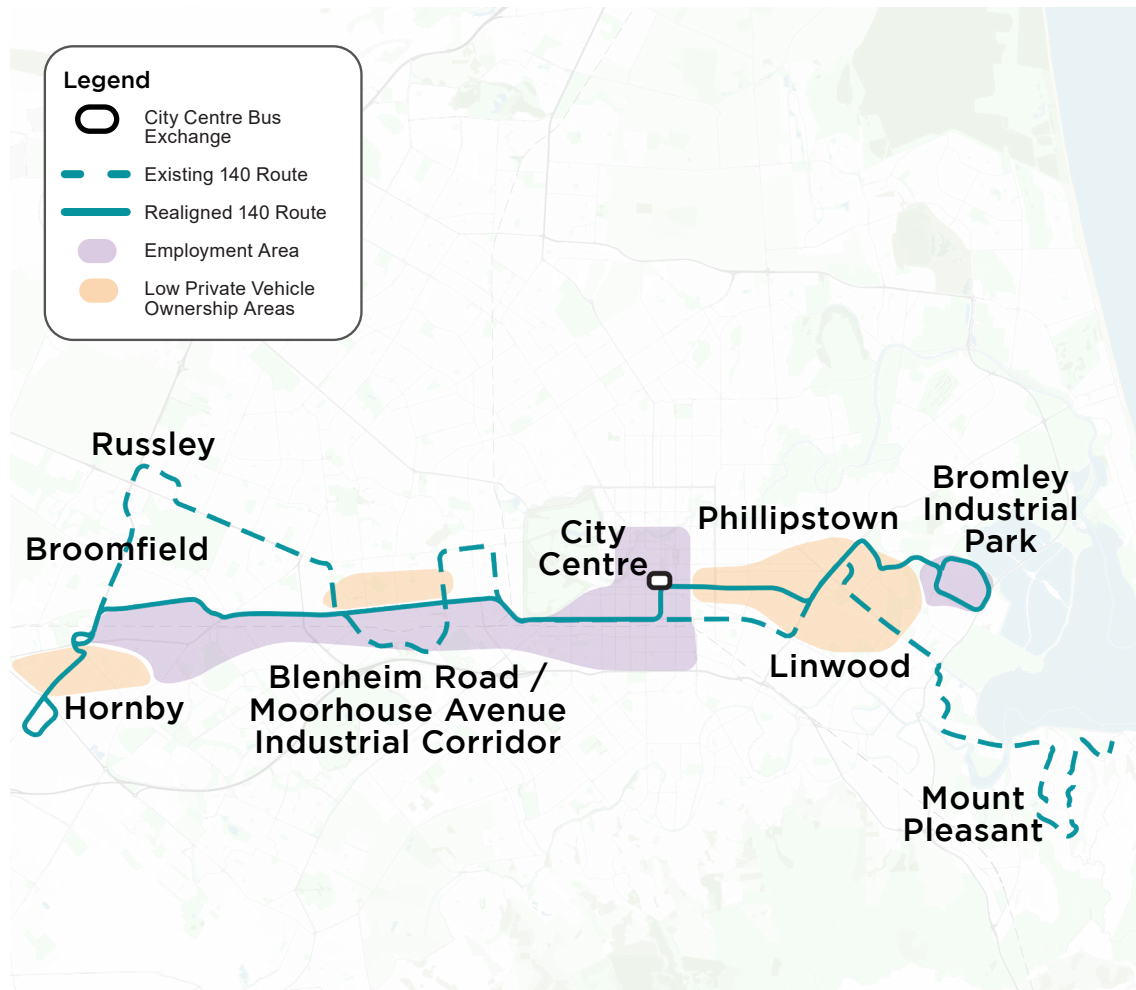 Legend
City Centre Bus
Exchange
Existing 140 Route
Realigned 140 Route
Employment Area
Low Private Vehicle
Ownership Areas
Russley
Broomfield
Hornby
Blenheim Road /
Moorhouse Avenue
Industrial Corridor
City
Centre
Phillipstown
Linwood
Bromley
Industrial
Park
Mount
Pleasant